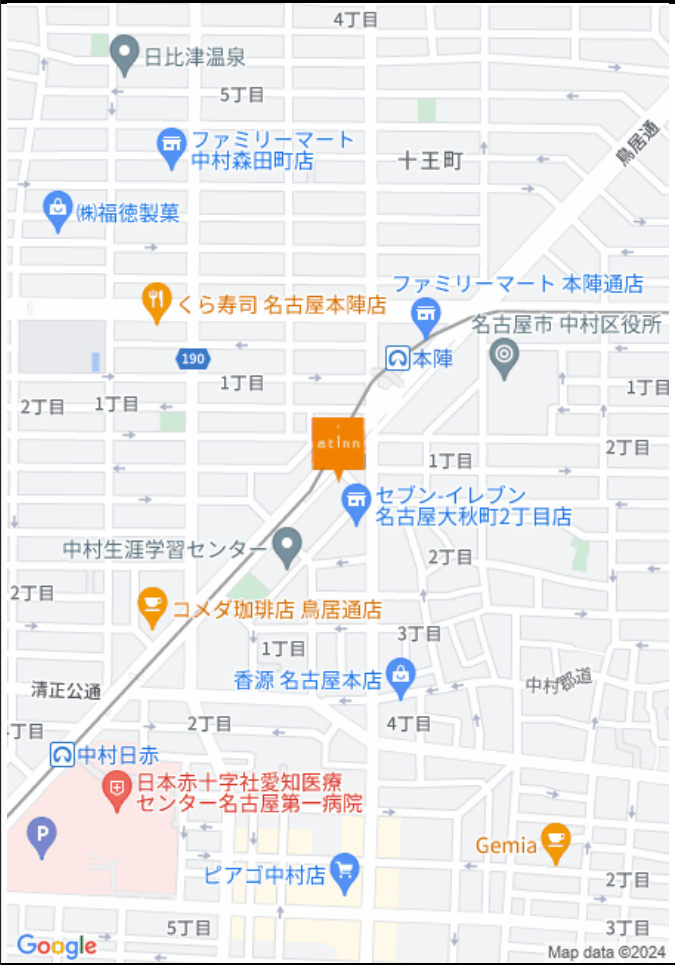 4丁目
日比津温泉
5丁目
鳥居通
ファミリーマート
中村森田町店
十王町
㈱福徳製菓
ファミリーマート 本陣通店
くら寿司 名古屋本陣店
名古屋市 中村区役所
190
本陣
1丁目
1丁目
2丁目
1丁目
at inn
2丁目
1丁目
セブン-イレブン
名古屋大秋町2丁目店
中村生涯学習センター
2丁目
2丁目
コメダ珈琲店 鳥居通店
3丁目
1丁目
香源 名古屋本店
中村郡道
清正公通
2丁目
4丁目
丁目
中村日赤
日本赤十字社愛知医療
センター名古屋第一病院
P
Gemia
ピアゴ中村店
2丁目
5丁目
3丁目
Google
Map data ©2024